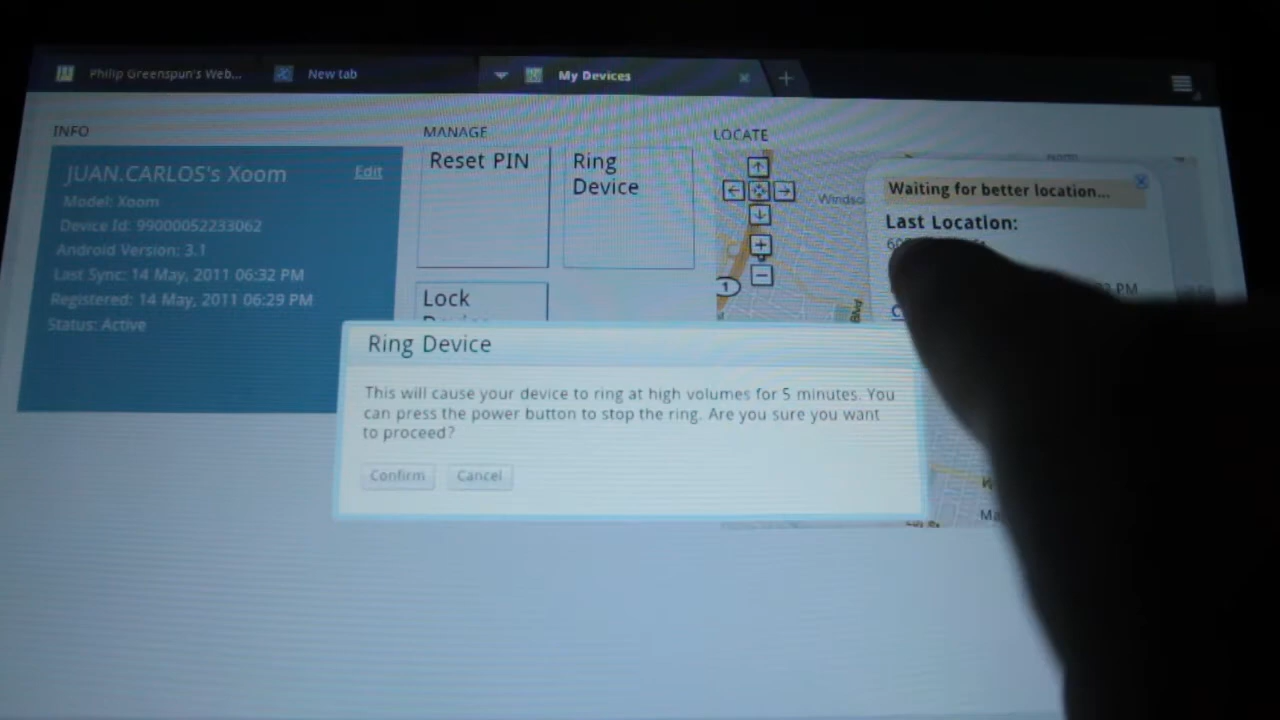 Philip Greenspun's Web...
New tab
My Devices
INFO
JUAN.CARLOS's Xoom
Edit
Model: Xoom
Device Id: 99000052233062
Android Version: 3.1
Last Sync: 14 May, 2011 06:32 PM
Registered: 14 May, 2011 06:29 PM
Status: Active
MANAGE
Reset PIN
Ring
Device
Lock
LOCATE
1
Blvd
Waiting for better location...
Last Location:
PM
Ring Device
This will cause your device to ring at high volumes for 5 minutes. You
can press the power button to stop the ring. Are you sure you want
to proceed?
Confirm
Cancel